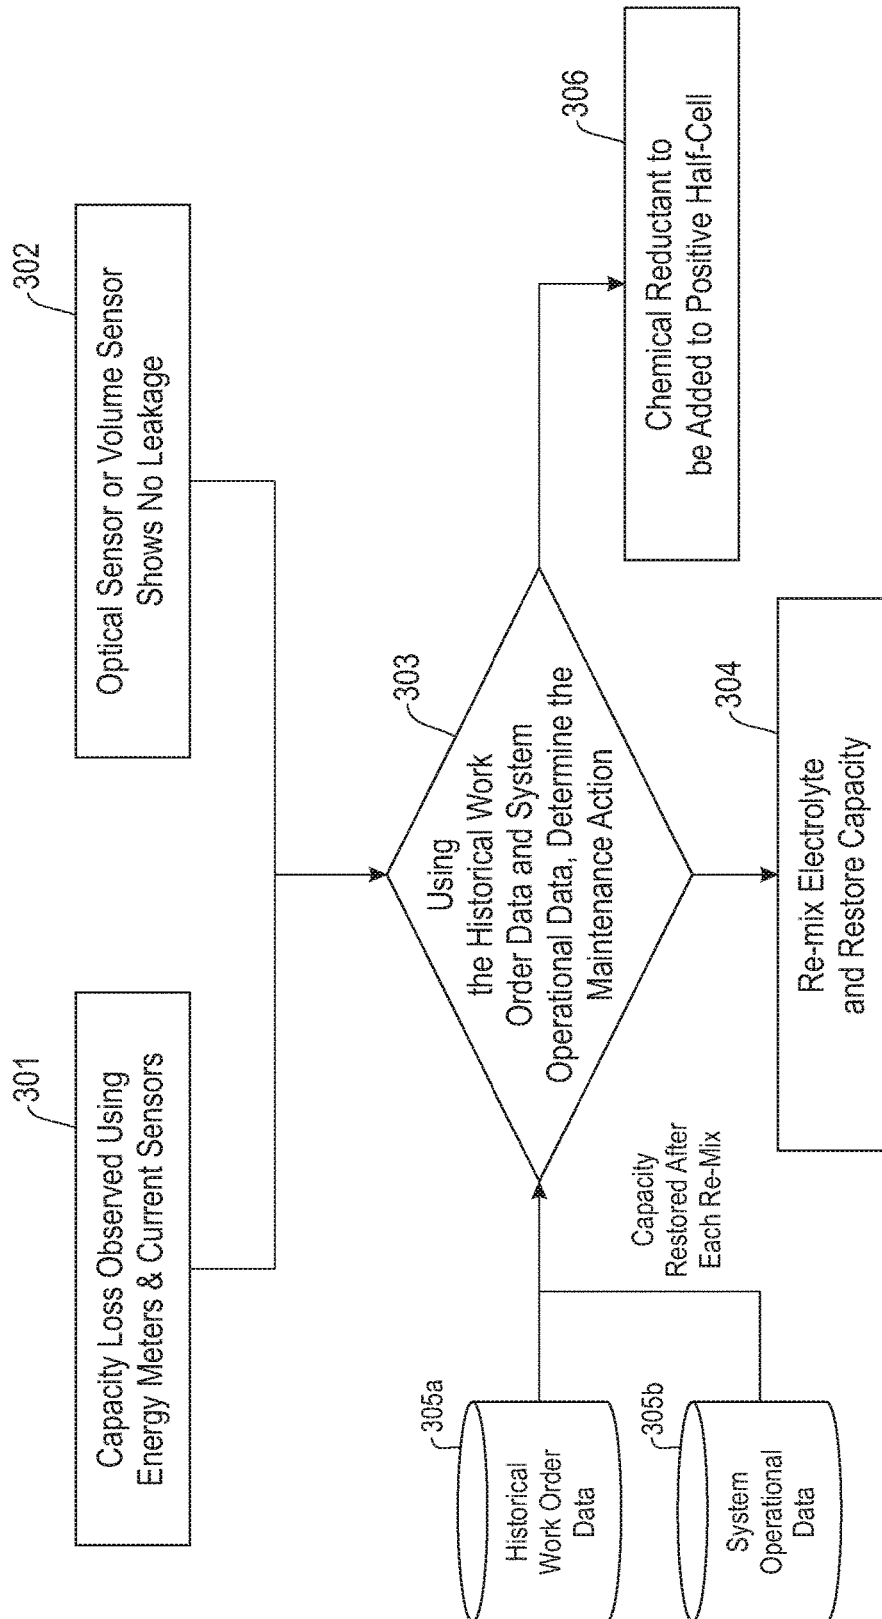 301
Capacity Loss Observed Using
Energy Meters & Current Sensors
302
Optical Sensor or Volume Sensor
Shows No Leakage
303
Using
the Historical Work
Order Data and System
Operational Data, Determine the
Maintenance Action
305a
Historical
Work Order
Data
305b
System
Operational
Data
Capacity
Restored After
Each Re-Mix
304
Re-mix Electrolyte
and Restore Capacity
306
Chemical Reductant to
be Added to Positive Half-Cell